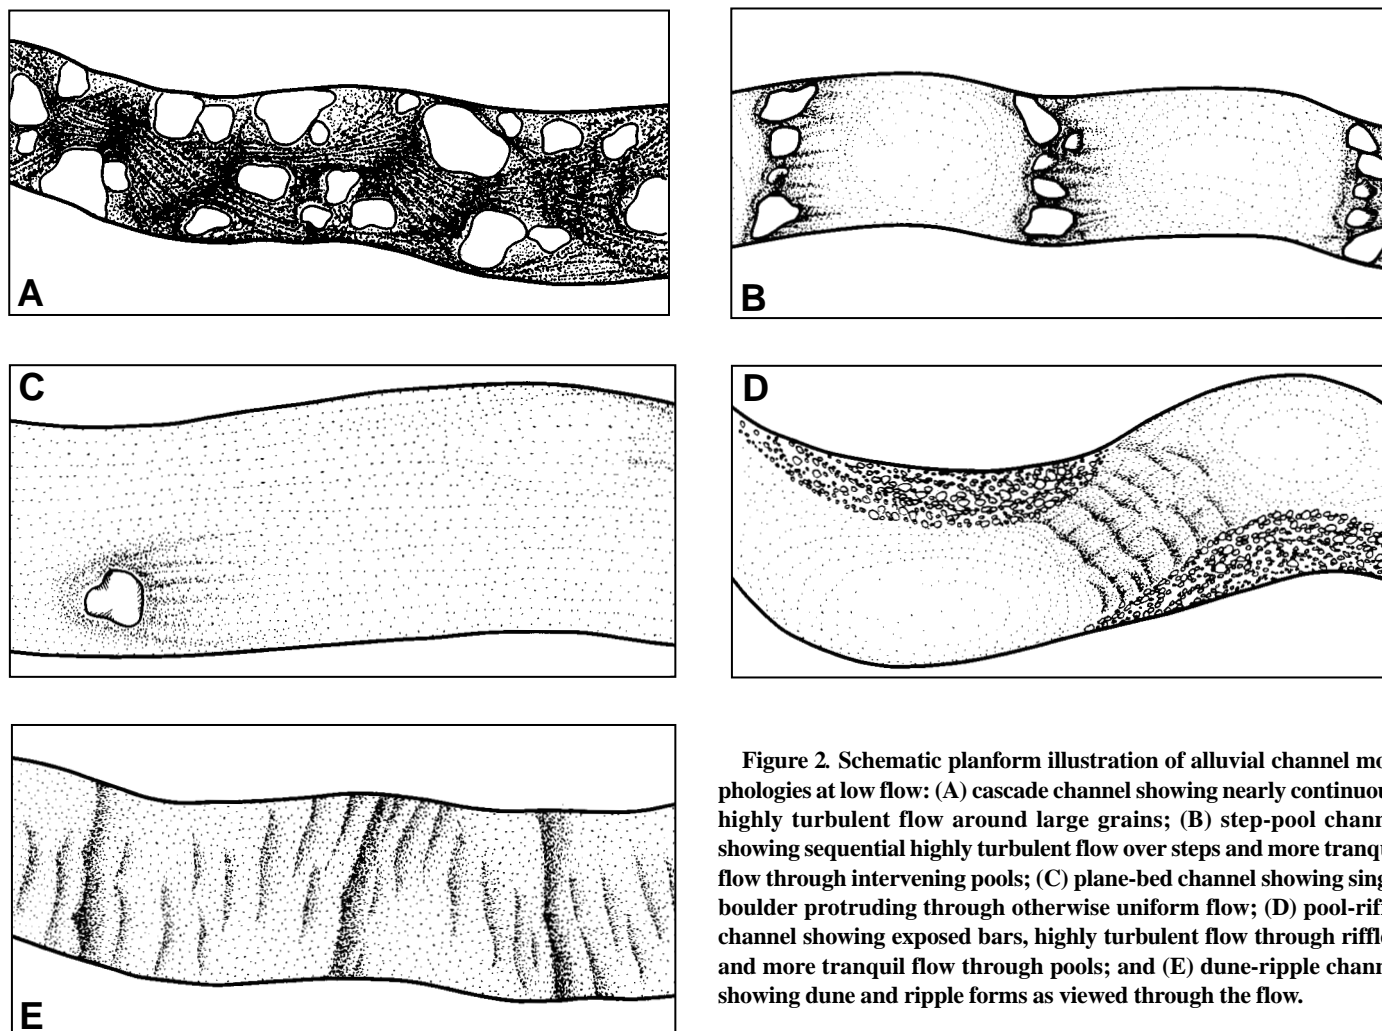 A
B
C
D
E
Figure 2. Schematic planform illustration of alluvial channel mo
phologies at low flow: (A) cascade channel showing nearly continuou
highly turbulent flow around large grains; (B) step-pool chann
showing sequential highly turbulent flow over steps and more tranqu
flow through intervening pools; (C) plane-bed channel showing sing
boulder protruding through otherwise uniform flow; (D) pool-riff
channel showing exposed bars, highly turbulent flow through riffle
and more tranquil flow through pools; and (E) dune-ripple chann
showing dune and ripple forms as viewed through the flow.